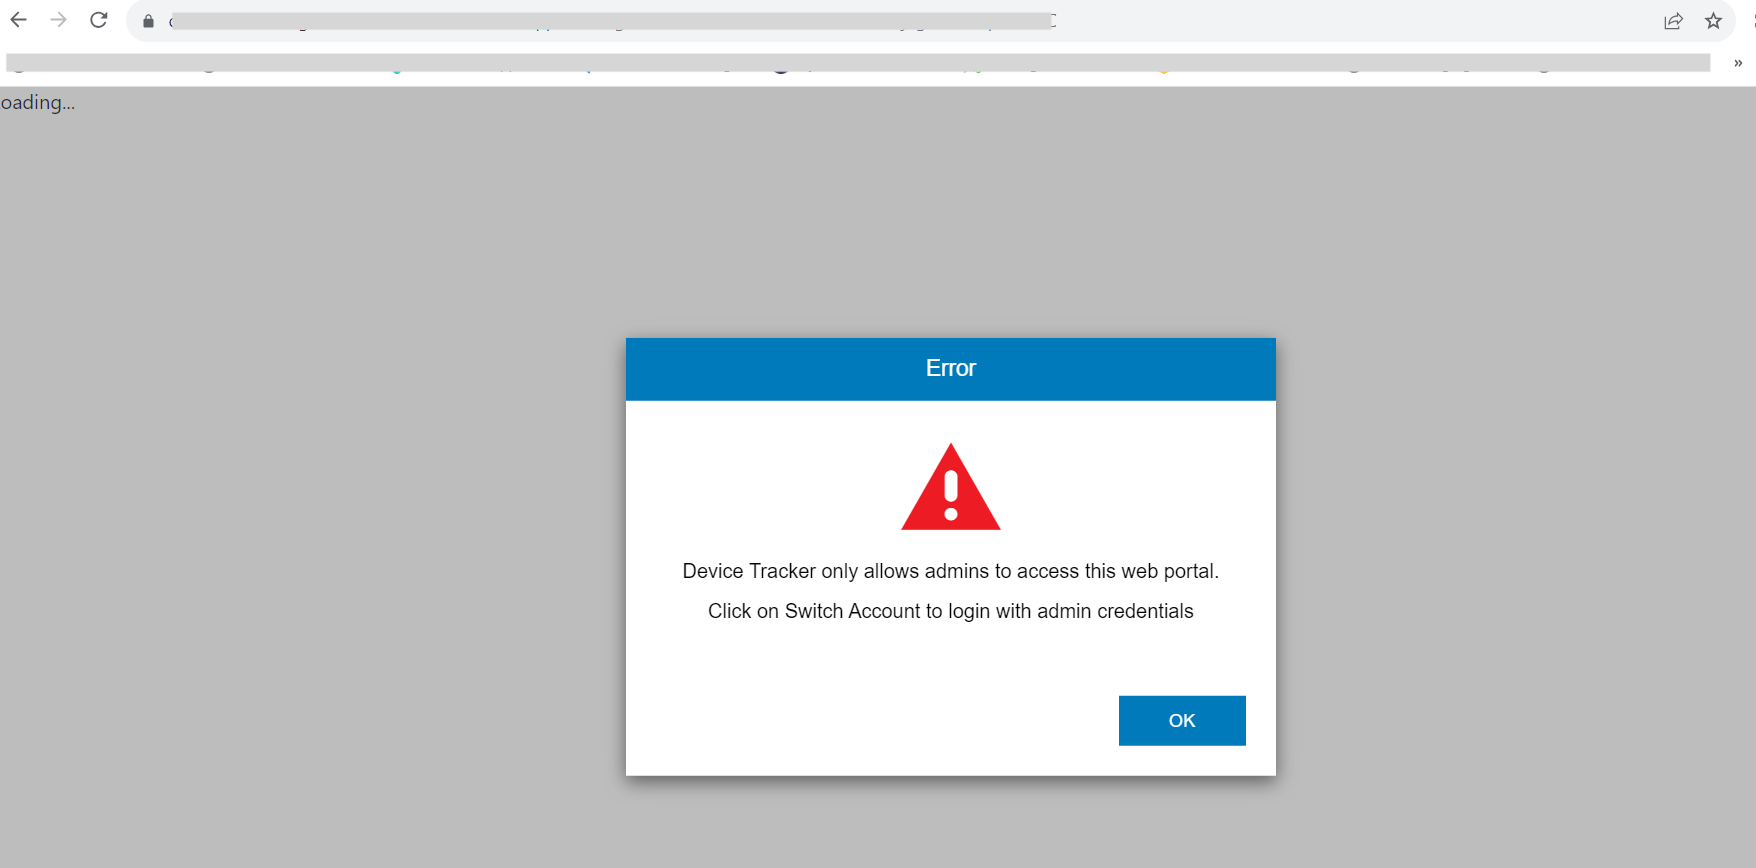 »
oading...
Error
Device Tracker only allows admins to access this web portal.
Click on Switch Account to login with admin credentials
OK